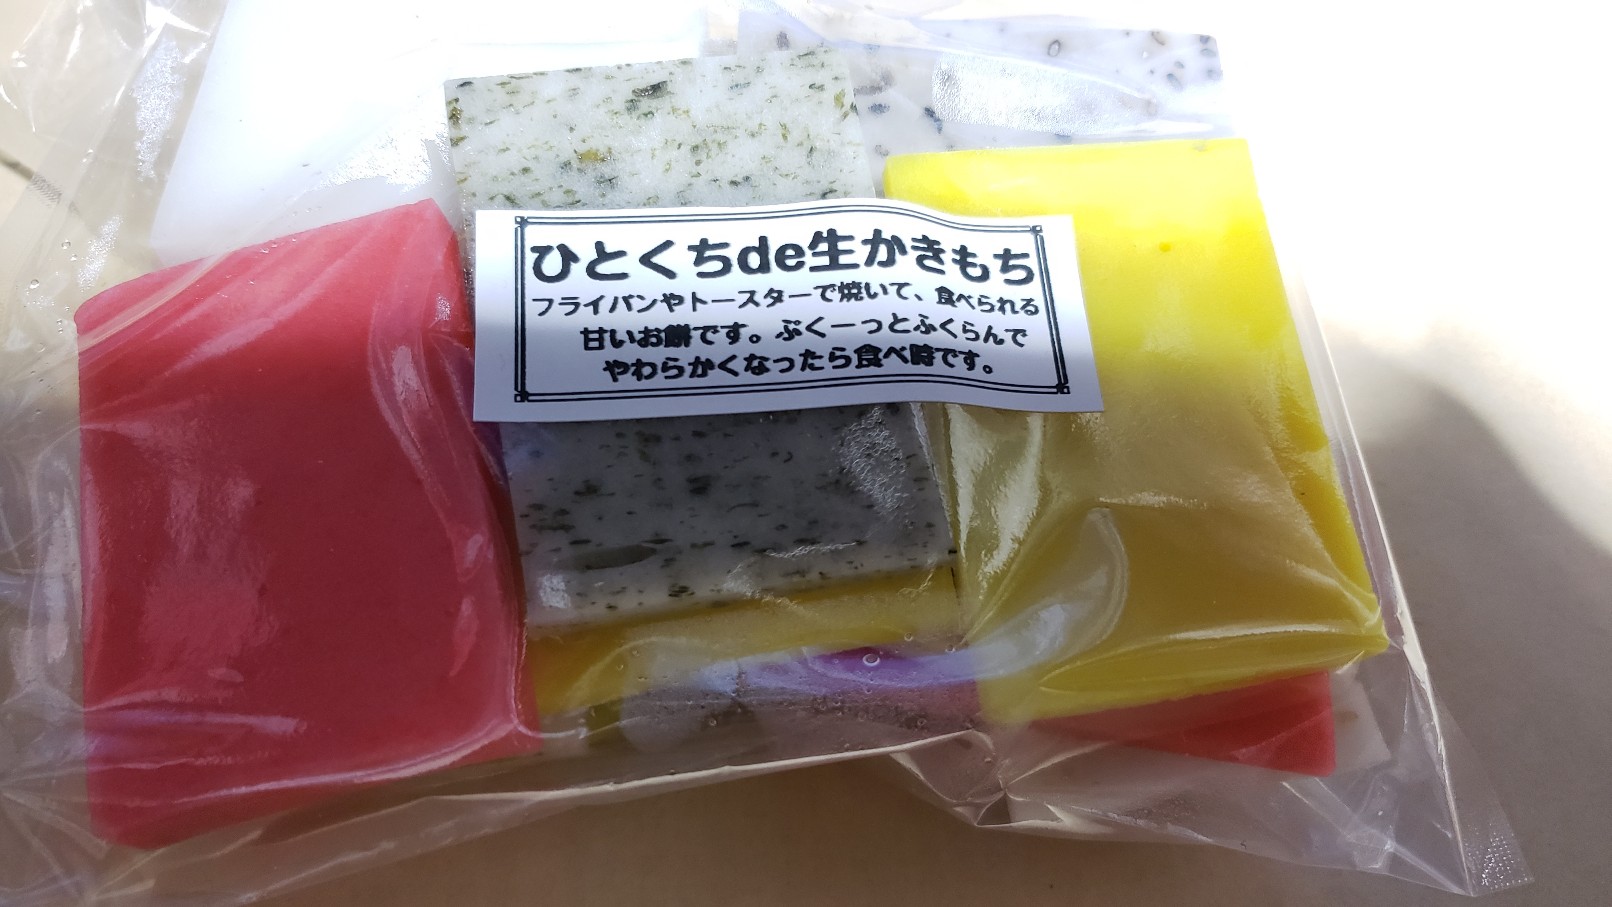 ひとくちde生かきもち
フライパンやトースターで焼いて、食べられる
甘いお餅です。ぷくーっとふくらんで
やわらかくなったら食べ時です。